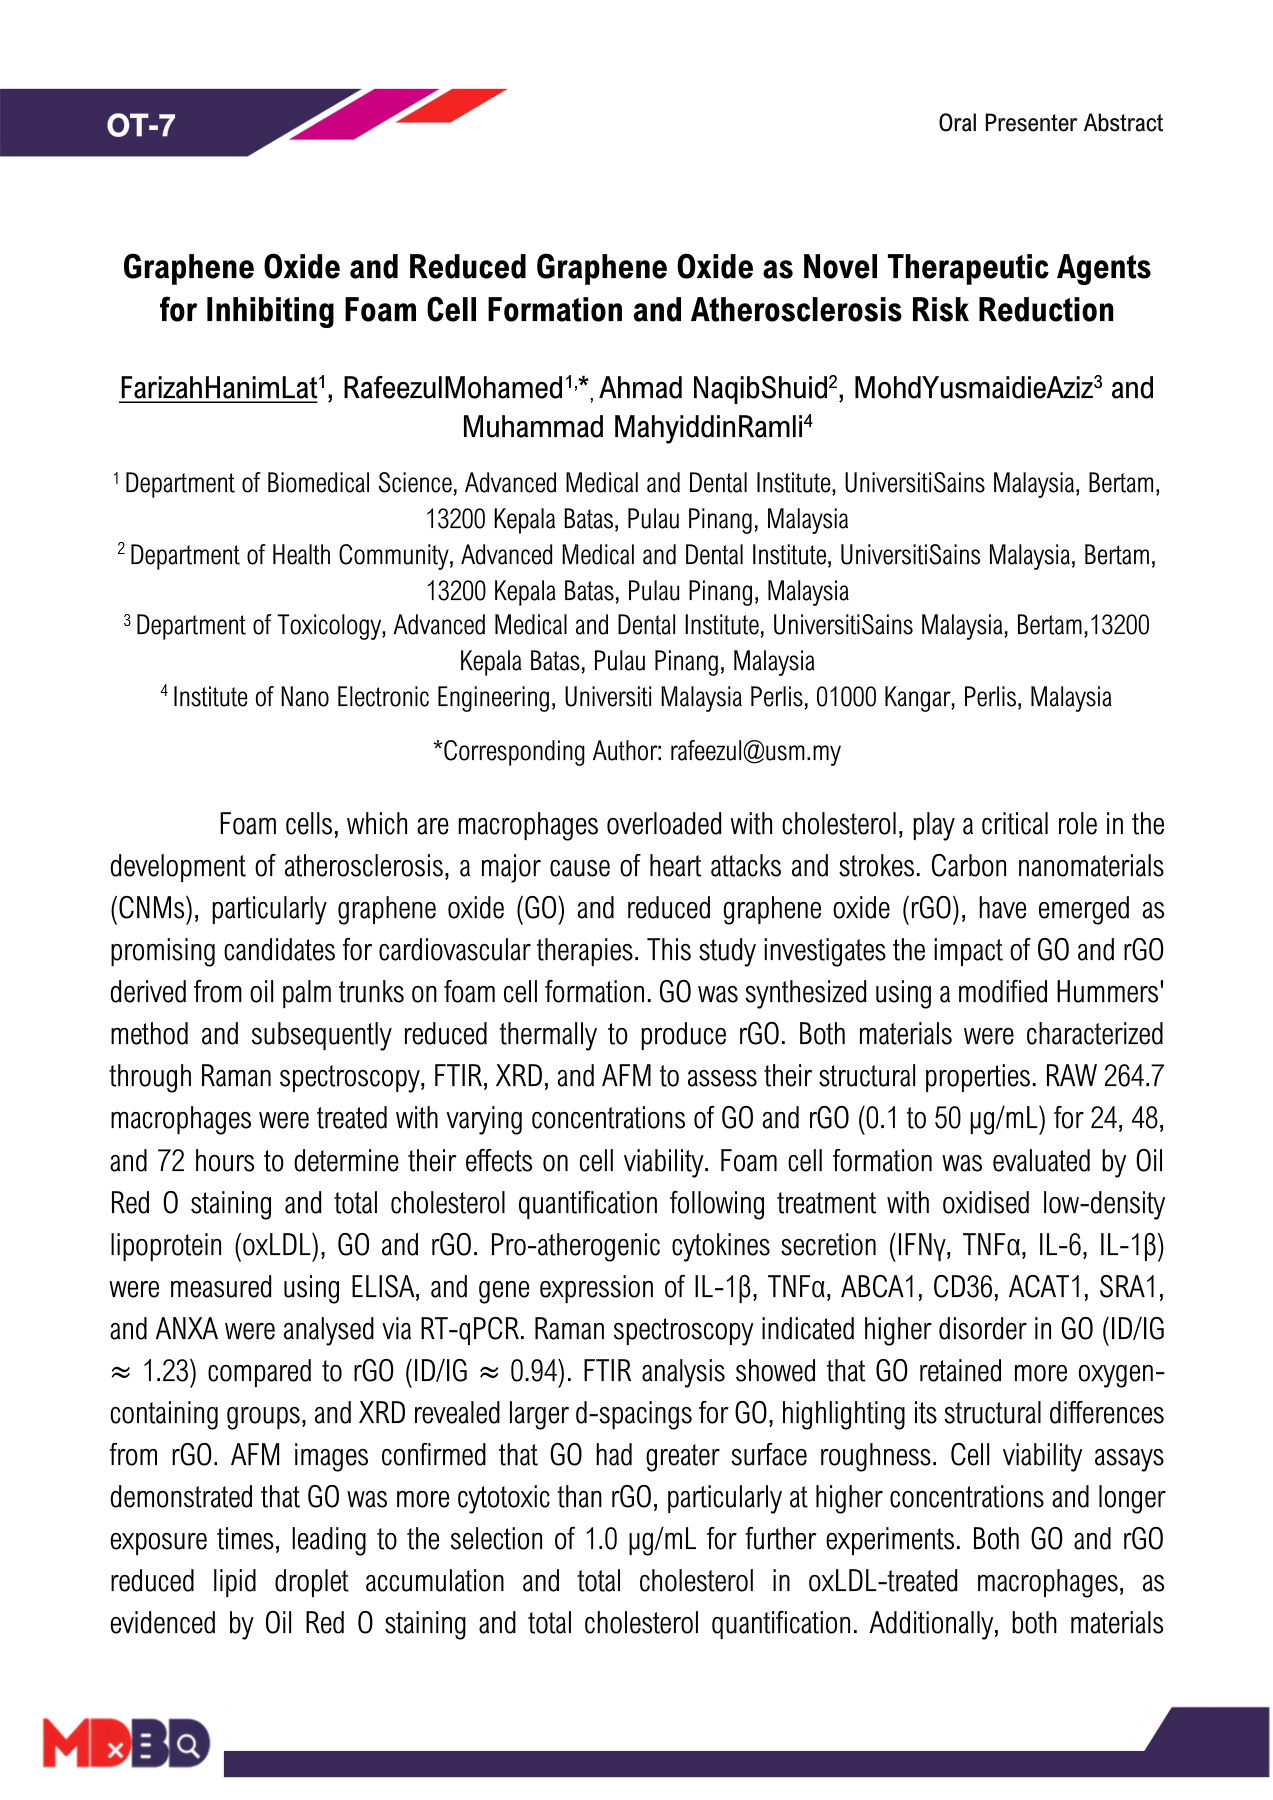 OT-7
Oral Presenter Abstract
Graphene Oxide and Reduced Graphene Oxide as Novel Therapeutic Agents
for Inhibiting Foam Cell Formation and Atherosclerosis Risk Reduction
FarizahHanimLat¹, RafeezulMohamed¹,*, Ahmad NaqibShuid², MohdYusmaidieAziz³ and
Muhammad MahyiddinRamli⁴
¹ Department of Biomedical Science, Advanced Medical and Dental Institute, UniversitiSains Malaysia, Bertam,
13200 Kepala Batas, Pulau Pinang, Malaysia
² Department of Health Community, Advanced Medical and Dental Institute, UniversitiSains Malaysia, Bertam,
13200 Kepala Batas, Pulau Pinang, Malaysia
³ Department of Toxicology, Advanced Medical and Dental Institute, UniversitiSains Malaysia, Bertam,13200
Kepala Batas, Pulau Pinang, Malaysia
⁴ Institute of Nano Electronic Engineering, Universiti Malaysia Perlis, 01000 Kangar, Perlis, Malaysia
*Corresponding Author: rafeezul@usm.my
Foam cells, which are macrophages overloaded with cholesterol, play a critical role in the
development of atherosclerosis, a major cause of heart attacks and strokes. Carbon nanomaterials
(CNMs), particularly graphene oxide (GO) and reduced graphene oxide (rGO), have emerged as
promising candidates for cardiovascular therapies. This study investigates the impact of GO and rGO
derived from oil palm trunks on foam cell formation. GO was synthesized using a modified Hummers'
method and subsequently reduced thermally to produce rGO. Both materials were characterized
through Raman spectroscopy, FTIR, XRD, and AFM to assess their structural properties. RAW 264.7
macrophages were treated with varying concentrations of GO and rGO (0.1 to 50 µg/mL) for 24, 48,
and 72 hours to determine their effects on cell viability. Foam cell formation was evaluated by Oil
Red O staining and total cholesterol quantification following treatment with oxidised low-density
lipoprotein (oxLDL), GO and rGO. Pro-atherogenic cytokines secretion (IFNγ, TNFα, IL-6, IL-1β)
were measured using ELISA, and gene expression of IL-1β, TNFα, ABCA1, CD36, ACAT1, SRA1,
and ANXA were analysed via RT-qPCR. Raman spectroscopy indicated higher disorder in GO (ID/IG
≈ 1.23) compared to rGO (ID/IG ≈ 0.94). FTIR analysis showed that GO retained more oxygen-
containing groups, and XRD revealed larger d-spacings for GO, highlighting its structural differences
from rGO. AFM images confirmed that GO had greater surface roughness. Cell viability assays
demonstrated that GO was more cytotoxic than rGO, particularly at higher concentrations and longer
exposure times, leading to the selection of 1.0 µg/mL for further experiments. Both GO and rGO
reduced lipid droplet accumulation and total cholesterol in oxLDL-treated macrophages, as
evidenced by Oil Red O staining and total cholesterol quantification. Additionally, both materials
MDxBD